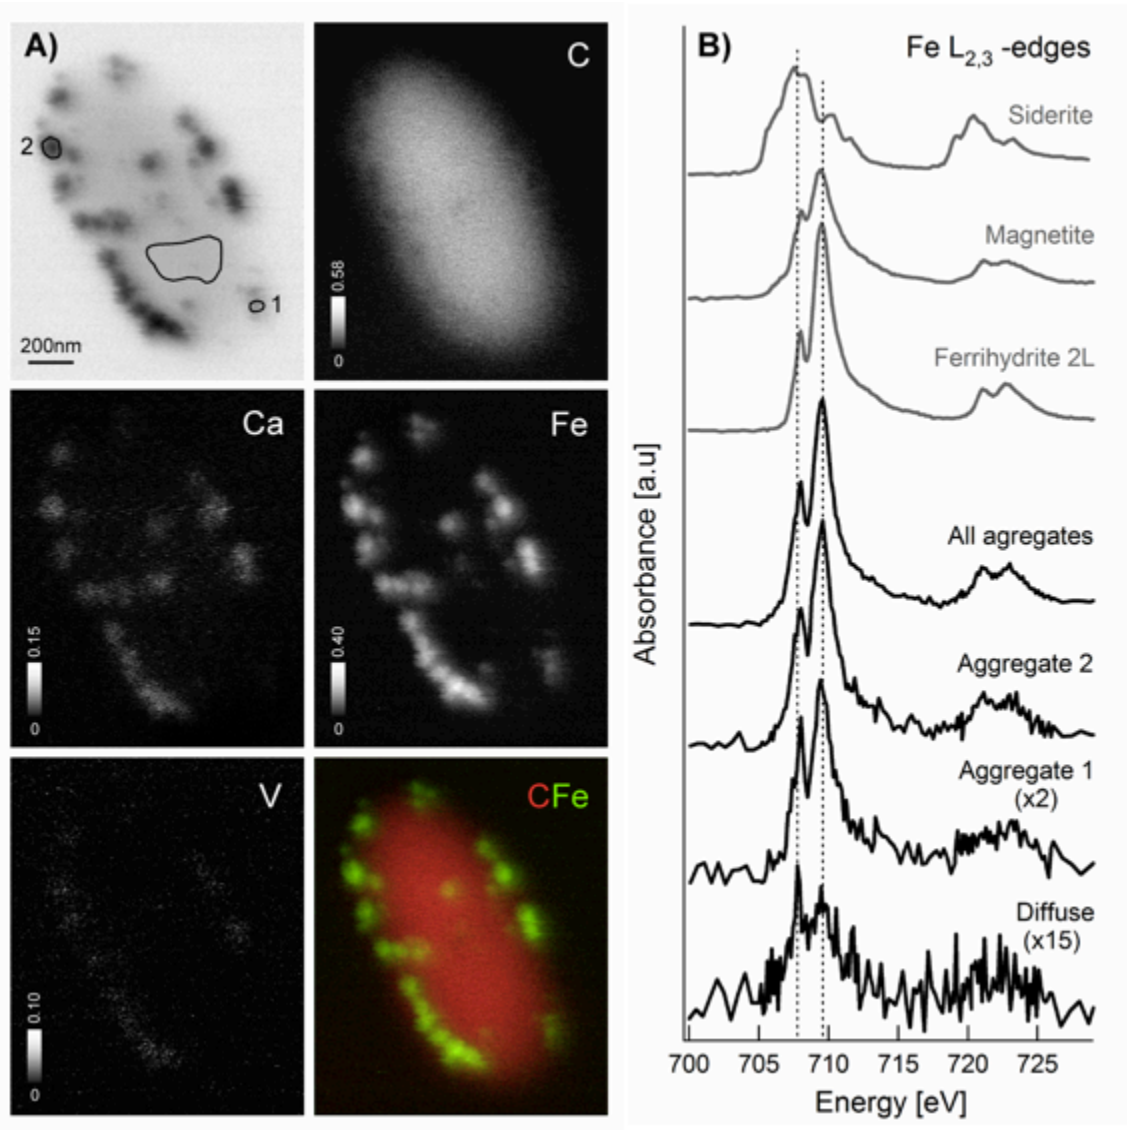 A)
C
2
1
200nm
0.58
0
Ca
Fe
0.15
0
0.40
0
V
CFe
0.10
0
B)
Fe L2,3 -edges
Siderite
Magnetite
Ferrihydrite 2L
All agregates
Aggregate 2
Aggregate 1
(x2)
Diffuse
(x15)
Absorbance [a.u]
700 705 710 715 720 725
Energy [eV]